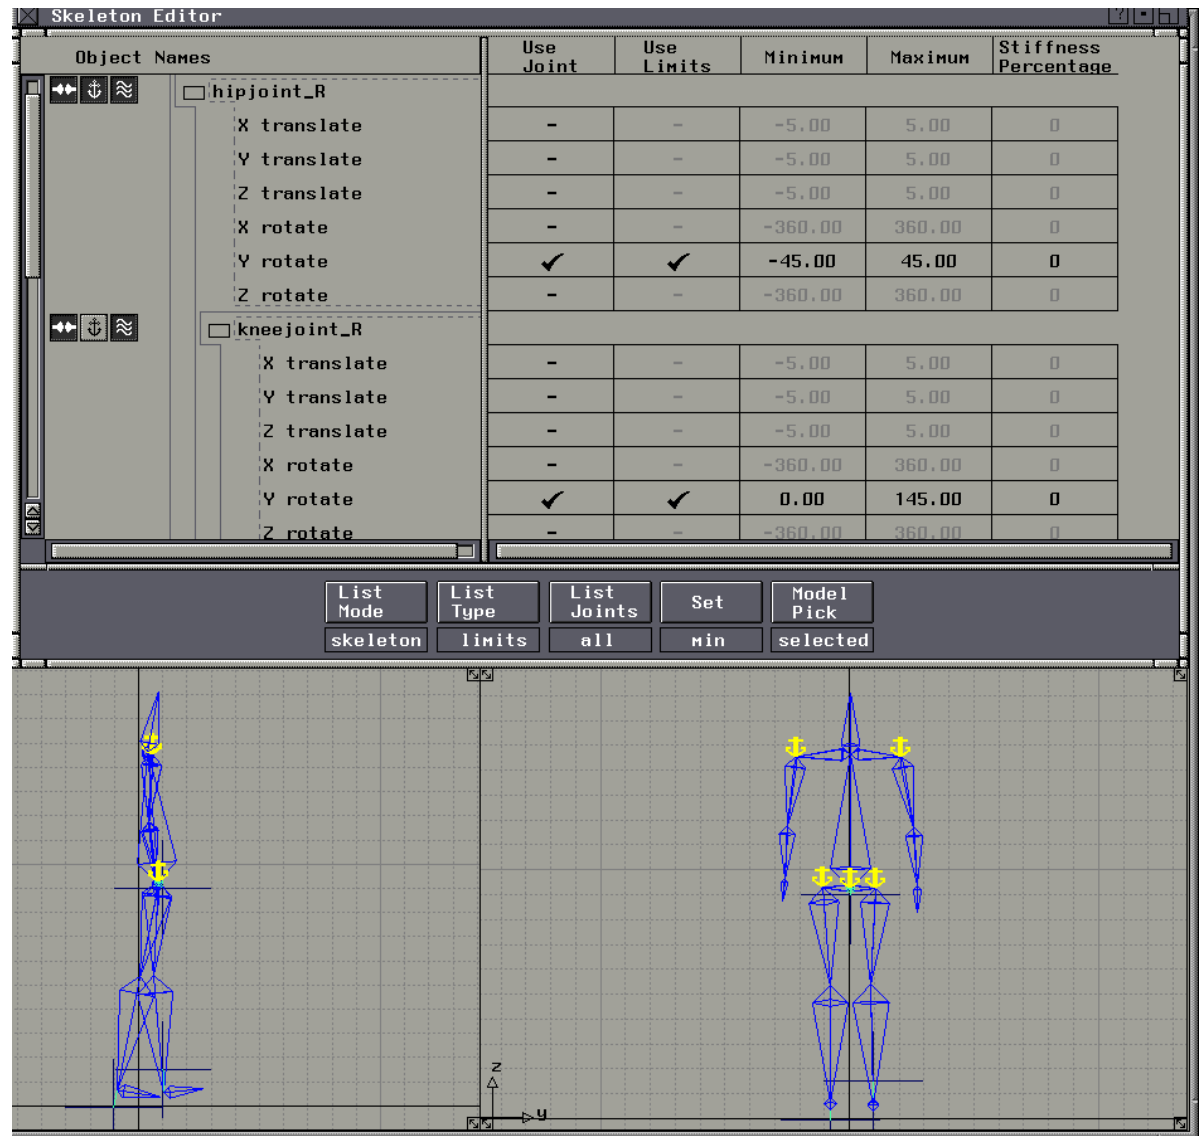 Skeleton Editor
Object Names
Use Joint Use Limits Minimum Maximum Stiffness Percentage
hipjoint_R
X translate - - -5.00 5.00 0
Y translate - - -5.00 5.00 0
Z translate - - -5.00 5.00 0
X rotate - - -360.00 360.00 0
Y rotate ✓ ✓ -45.00 45.00 0
Z rotate - - -360.00 360.00 0
kneejoint_R
X translate - - -5.00 5.00 0
Y translate - - -5.00 5.00 0
Z translate - - -5.00 5.00 0
X rotate - - -360.00 360.00 0
Y rotate ✓ ✓ 0.00 145.00 0
Z rotate - - -360.00 360.00 0
List Mode List Type List Joints Set Model Pick
skeleton limits all min selected
z
y